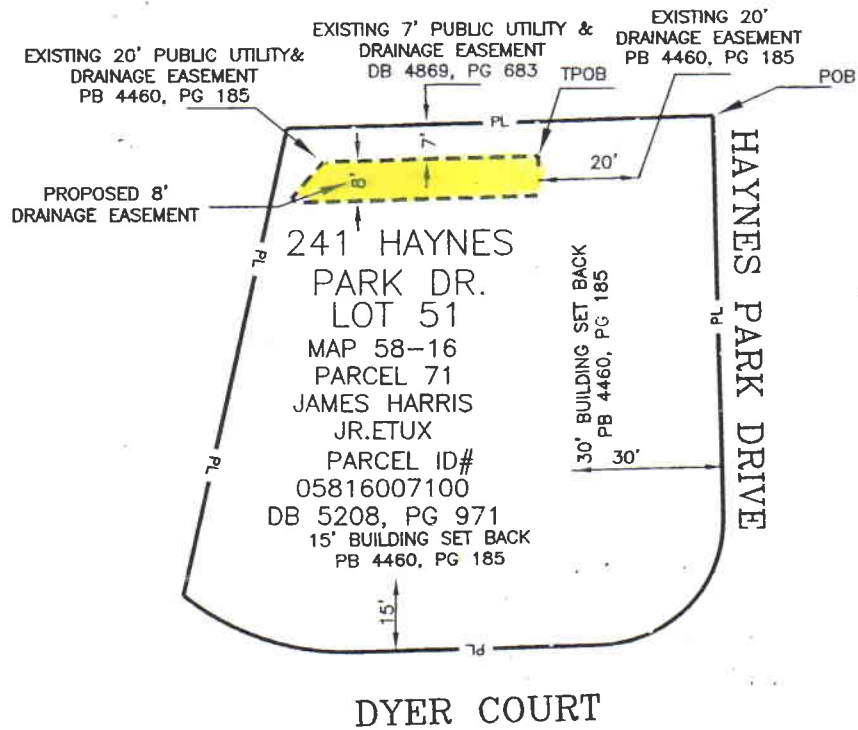 EXISTING 20' PUBLIC UTILITY&
DRAINAGE EASEMENT
PB 4460, PG 185
EXISTING 7' PUBLIC UTILITY &
DRAINAGE EASEMENT
DB 4869, PG 683
EXISTING 20'
DRAINAGE EASEMENT
PB 4460, PG 185
TPOB
POB
PL
7'
20'
8'
PROPOSED 8'
DRAINAGE EASEMENT
PL
241 HAYNES
PARK DR.
LOT 51
MAP 58-16
PARCEL 71
JAMES HARRIS
JR.ETUX
PARCEL ID#
05816007100
DB 5208, PG 971
15' BUILDING SET BACK
PB 4460, PG 185
30' BUILDING SET BACK
PB 4460, PG 185
30'
PL
HAYNES PARK DRIVE
PL
15'
PL
DYER COURT